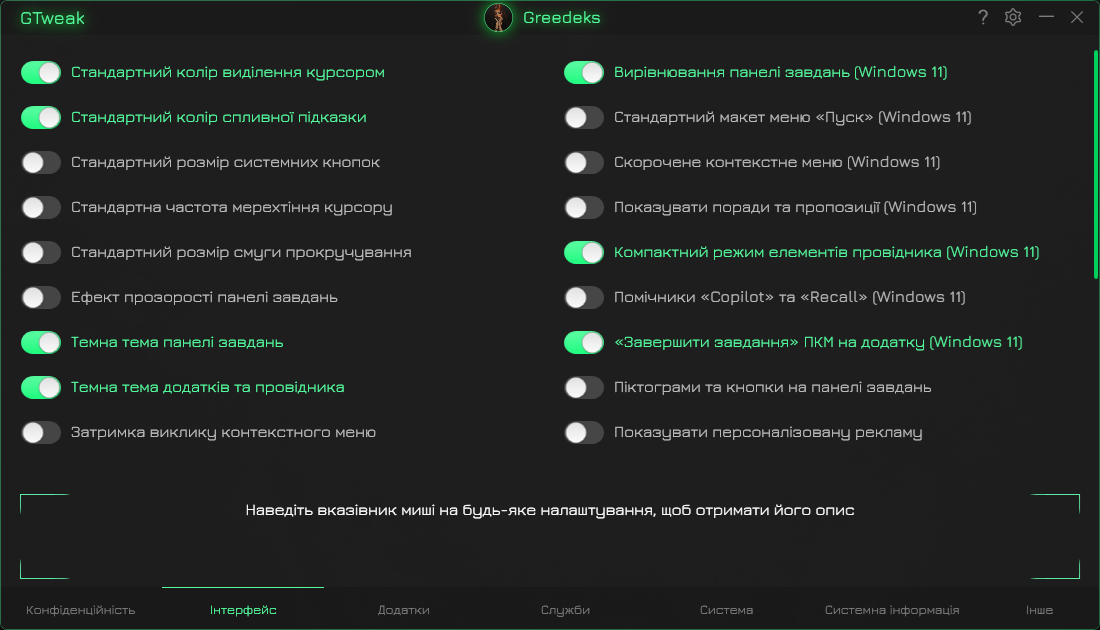 GTweak
Greedeks
?
Стандартний колір виділення курсором
Стандартний колір спливної підказки
Стандартний розмір системних кнопок
Стандартна частота мерехтіння курсору
Стандартний розмір смуги прокручування
Ефект прозорості панелі завдань
Темна тема панелі завдань
Темна тема додатків та провідника
Затримка виклику контекстного меню
Вирівнювання панелі завдань (Windows 11)
Стандартний макет меню «Пуск» (Windows 11)
Скорочене контекстне меню (Windows 11)
Показувати поради та пропозиції (Windows 11)
Компактний режим елементів провідника (Windows 11)
Помічники «Copilot» та «Recall» (Windows 11)
«Завершити завдання» ПКМ на додатку (Windows 11)
Піктограми та кнопки на панелі завдань
Показувати персоналізовану рекламу
Наведіть вказівник миші на будь-яке налаштування, щоб отримати його опис
Конфіденційність
Інтерфейс
Додатки
Служби
Система
Системна інформація
Інше